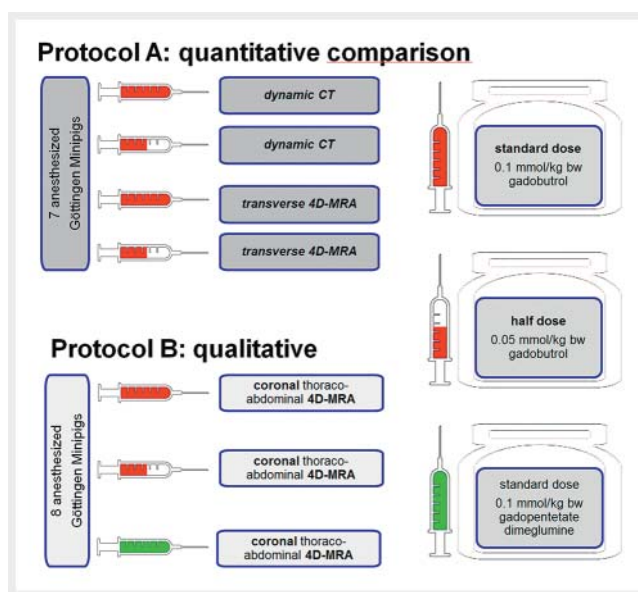 Protocol A: quantitative comparison
7 anesthesized
Göttingen Minipigs
dynamic CT
dynamic CT
transverse 4D-MRA
transverse 4D-MRA
standard dose
0.1 mmol/kg bw
gadobutrol
half dose
0.05 mmol/kg bw
gadobutrol
Protocol B: qualitative
8 anesthesized
Göttingen Minipigs
coronal thoraco-
abdominal 4D-MRA
coronal thoraco-
abdominal 4D-MRA
coronal thoraco-
abdominal 4D-MRA
standard dose
0.1 mmol/kg bw
gadopentetate
dimeglumine